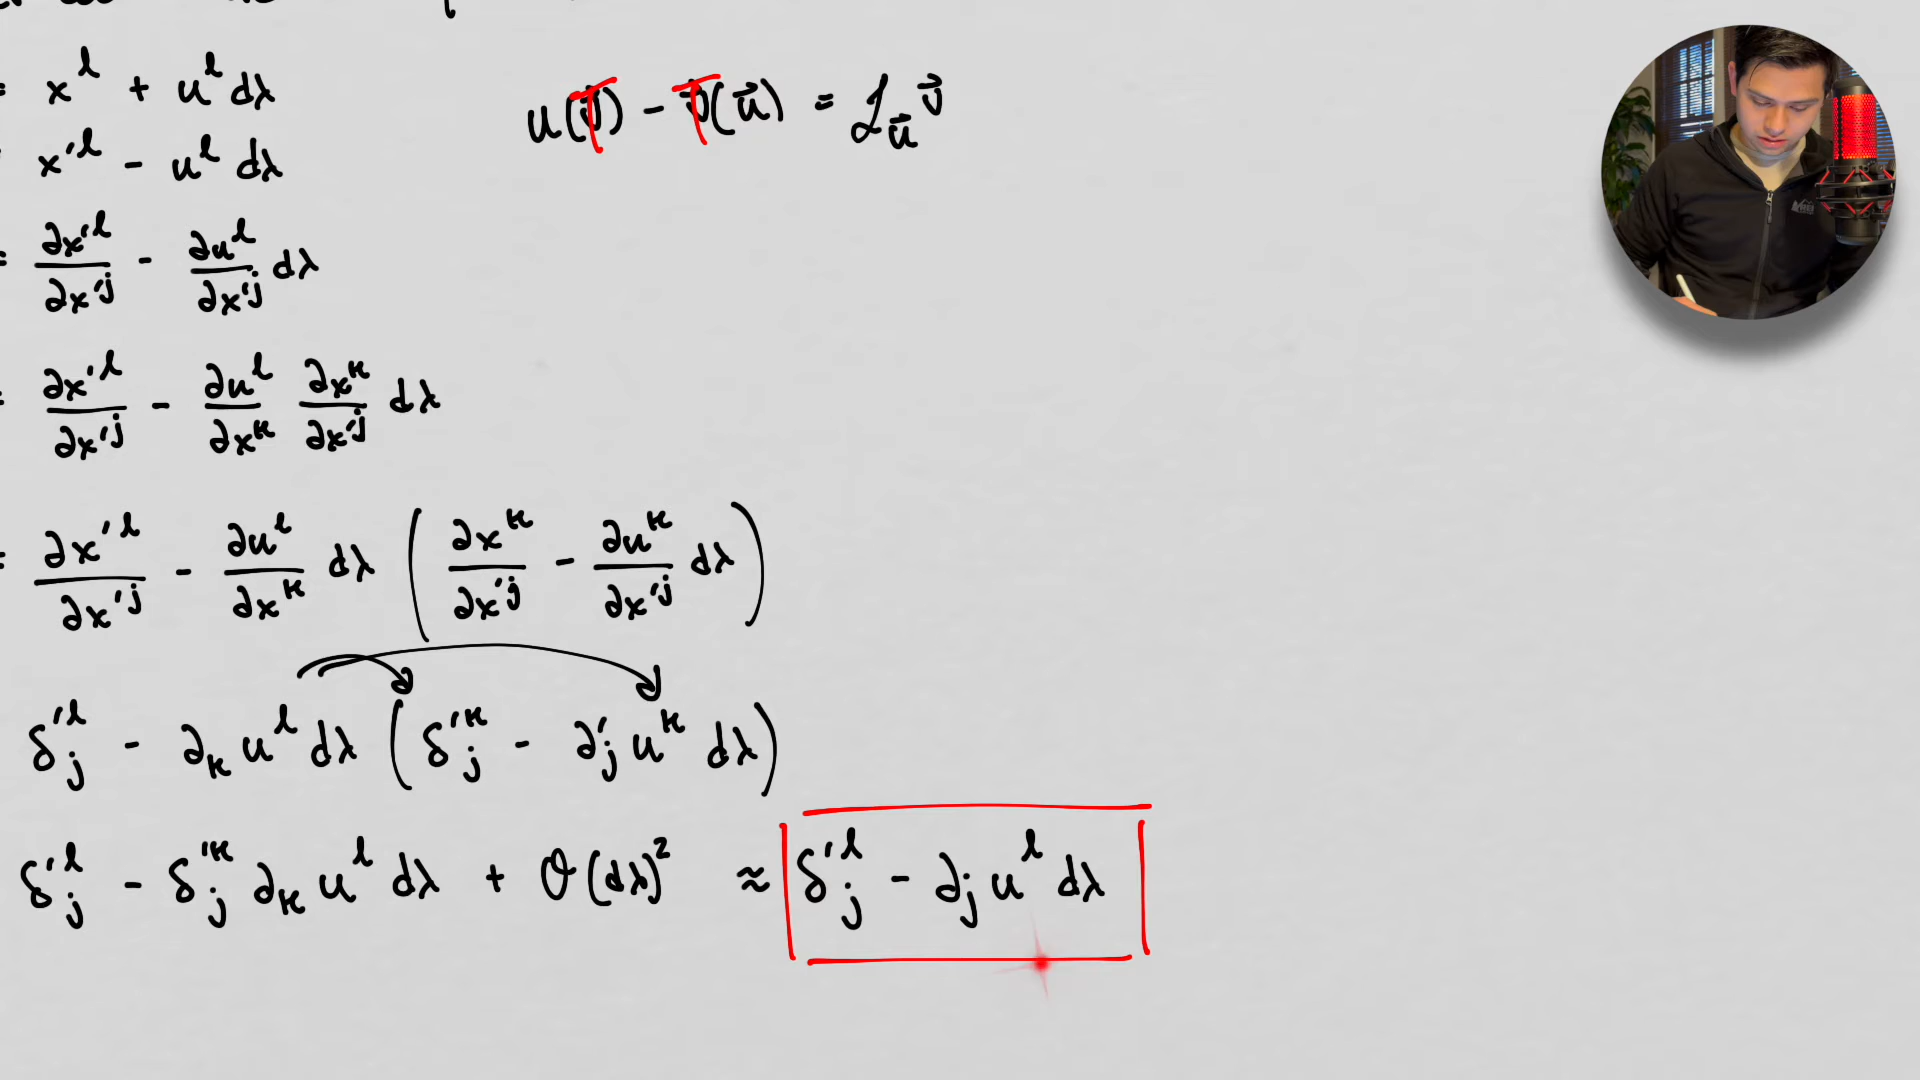 = x^l + u^l dλ
u(v⃗) - v⃗(u⃗) = ℒ_u⃗ v⃗
T T
= x'^l - u^l dλ
= ∂x'^l/∂x'^j - ∂u^l/∂x'^j dλ
= ∂x'^l/∂x'^j - ∂u^l/∂x^k ∂x^k/∂x'^j dλ
= ∂x'^l/∂x'^j - ∂u^l/∂x^k dλ (∂x^k/∂x'^j - ∂u^k/∂x'^j dλ)
δ'^l_j - ∂_k u^l dλ (δ'^k_j - ∂'_j u^k dλ)
δ'^l_j - δ'^k_j ∂_k u^l dλ + O(dλ)^2 ≈ δ'^l_j - ∂_j u^l dλ